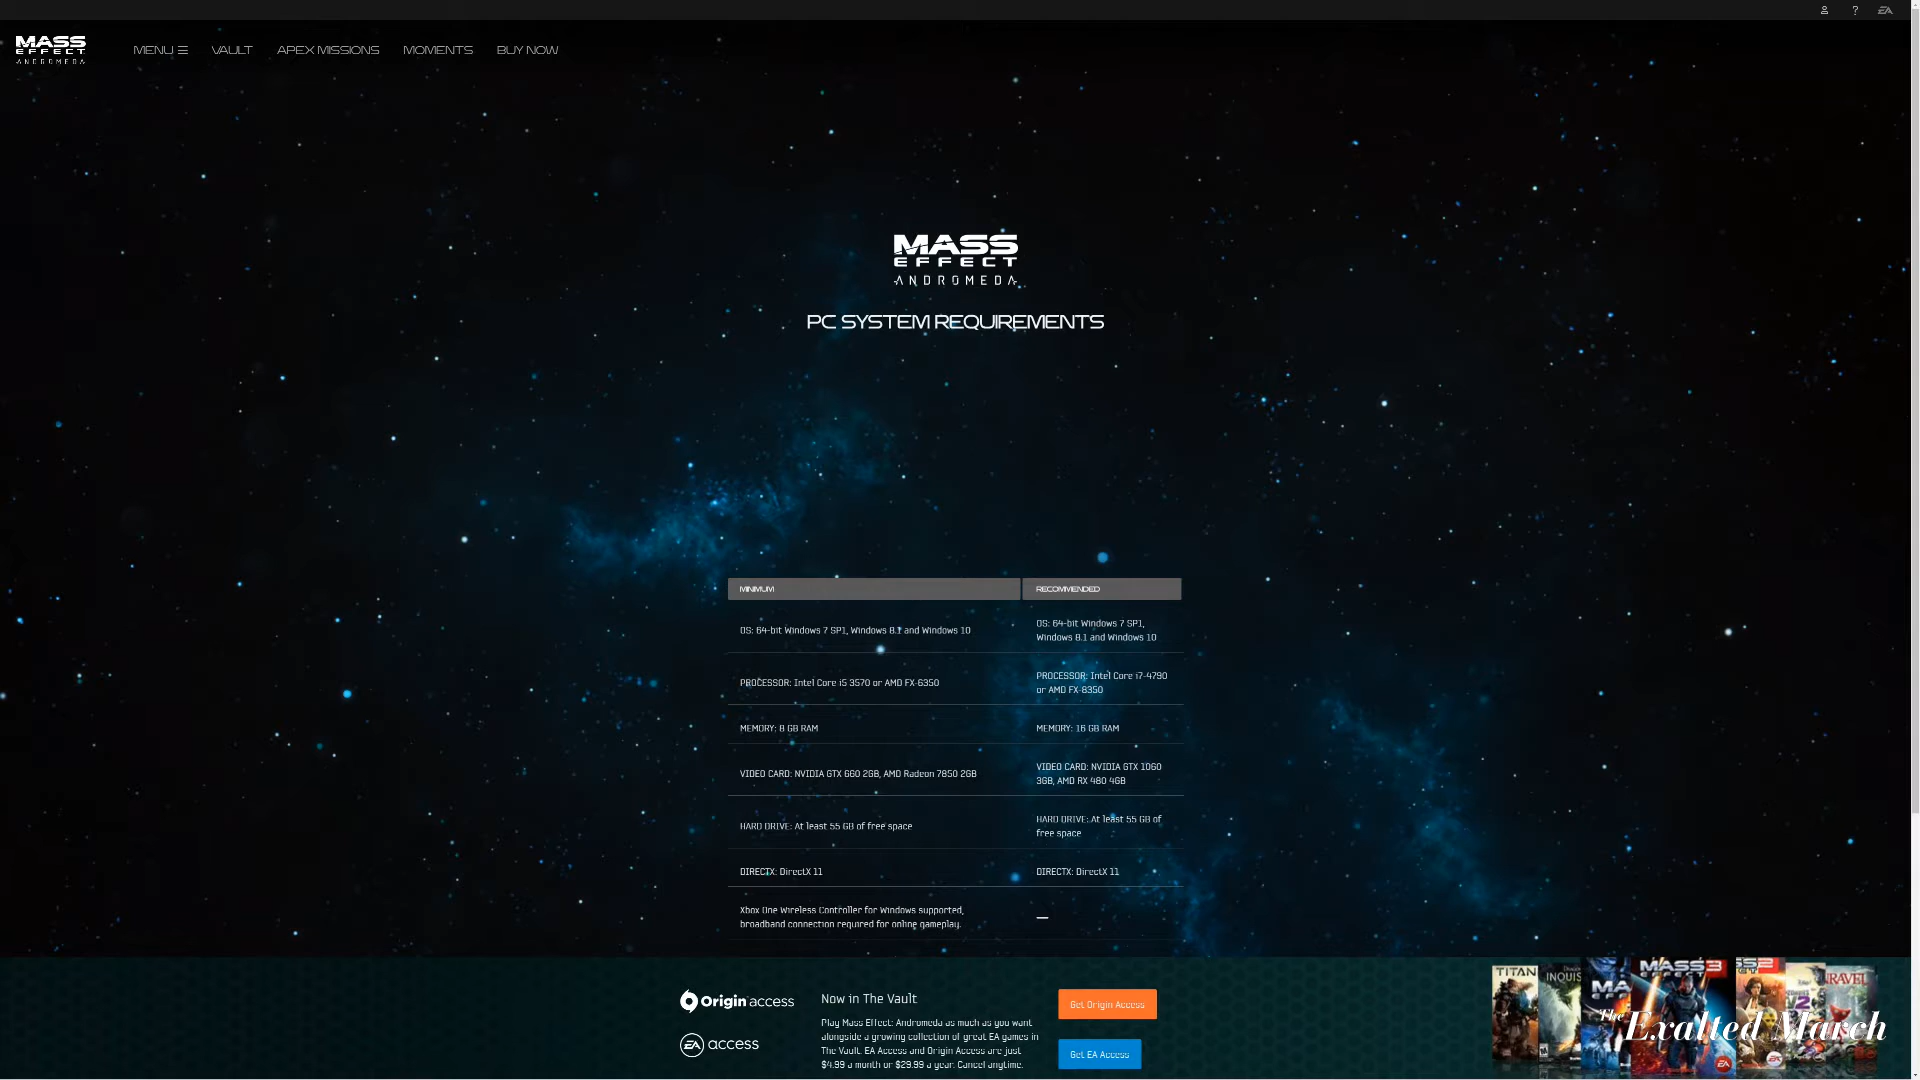 MASS
EFFECT
ANDROMEDA
MENU VAULT APEX MISSIONS MOMENTS BUY NOW
? EA
MASS
EFFECT
ANDROMEDA
PC SYSTEM REQUIREMENTS
MINIMUM RECOMMENDED
OS: 64-bit Windows 7 SP1, Windows 8.1 and Windows 10
OS: 64-bit Windows 7 SP1,
Windows 8.1 and Windows 10
PROCESSOR: Intel Core i5 3570 or AMD FX-6350
PROCESSOR: Intel Core i7-4790
or AMD FX-8350
MEMORY: 8 GB RAM
MEMORY: 16 GB RAM
VIDEO CARD: NVIDIA GTX 660 2GB, AMD Radeon 7850 2GB
VIDEO CARD: NVIDIA GTX 1060
3GB, AMD RX 480 4GB
HARD DRIVE: At least 55 GB of free space
HARD DRIVE: At least 55 GB of
free space
DIRECTX: DirectX 11
DIRECTX: DirectX 11
Xbox One Wireless Controller for Windows supported,
broadband connection required for online gameplay.
—
Origin access
EA access
Now in The Vault
Play Mass Effect: Andromeda as much as you want
alongside a growing collection of great EA games in
The Vault. EA Access and Origin Access are just
$4.99 a month or $29.99 a year. Cancel anytime.
Get Origin Access
Get EA Access
TITAN
INQUIS
MA
MASS 3
2
RAVEL
EA
The Exalted March